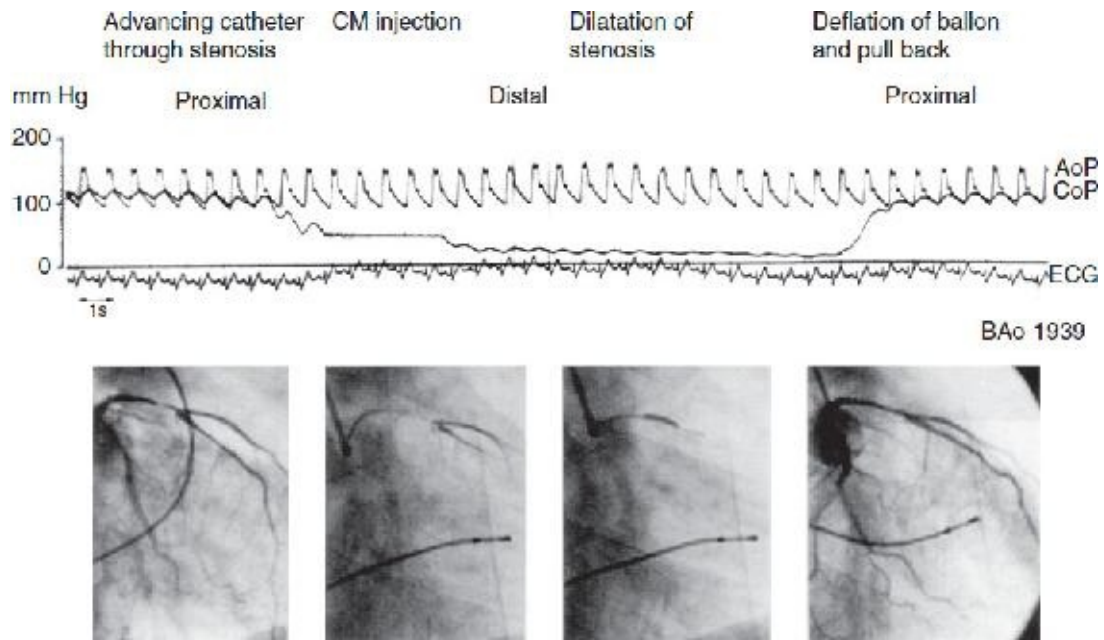 Advancing catheter
through stenosis
CM injection
Dilatation of
stenosis
Deflation of ballon
and pull back
mm Hg
Proximal
Distal
Proximal
200
100
0
AoP
CoP
ECG
1s
BAo 1939